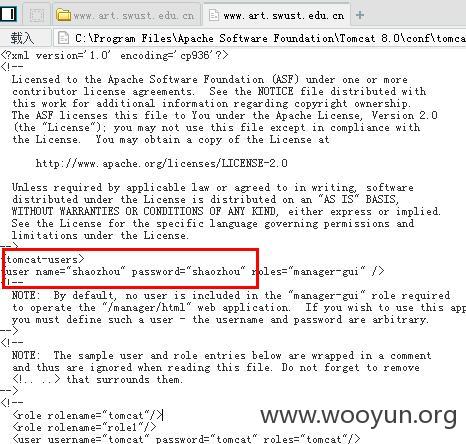 www.art.swust.edu.cn
www.art.swust.edu.cn
载入
C:\Program Files\Apache Software Foundation\Tomcat 8.0\conf\tomca
<?xml version='1.0' encoding='cp936'?>
<!--
Licensed to the Apache Software Foundation (ASF) under one or more
contributor license agreements. See the NOTICE file distributed with
this work for additional information regarding copyright ownership.
The ASF licenses this file to You under the Apache License, Version 2.0
(the "License"); you may not use this file except in compliance with
the License. You may obtain a copy of the License at
http://www.apache.org/licenses/LICENSE-2.0
Unless required by applicable law or agreed to in writing, software
distributed under the License is distributed on an "AS IS" BASIS,
WITHOUT WARRANTIES OR CONDITIONS OF ANY KIND, either express or implied.
See the License for the specific language governing permissions and
limitations under the License.
-->
tomcat-users>
user name="shaozhou" password="shaozhou" roles="manager-gui" />
<!--
NOTE: By default, no user is included in the "manager-gui" role required
to operate the "/manager/html" web application. If you wish to use this app
you must define such a user - the username and password are arbitrary.
-->
<!--
NOTE: The sample user and role entries below are wrapped in a comment
and thus are ignored when reading this file. Do not forget to remove
<!.. ..> that surrounds them.
-->
<!--
<role rolename="tomcat"/>
<role rolename="role1"/>
<user username="tomcat" password="tomcat" roles="tomcat"/>
www.wooyun.org